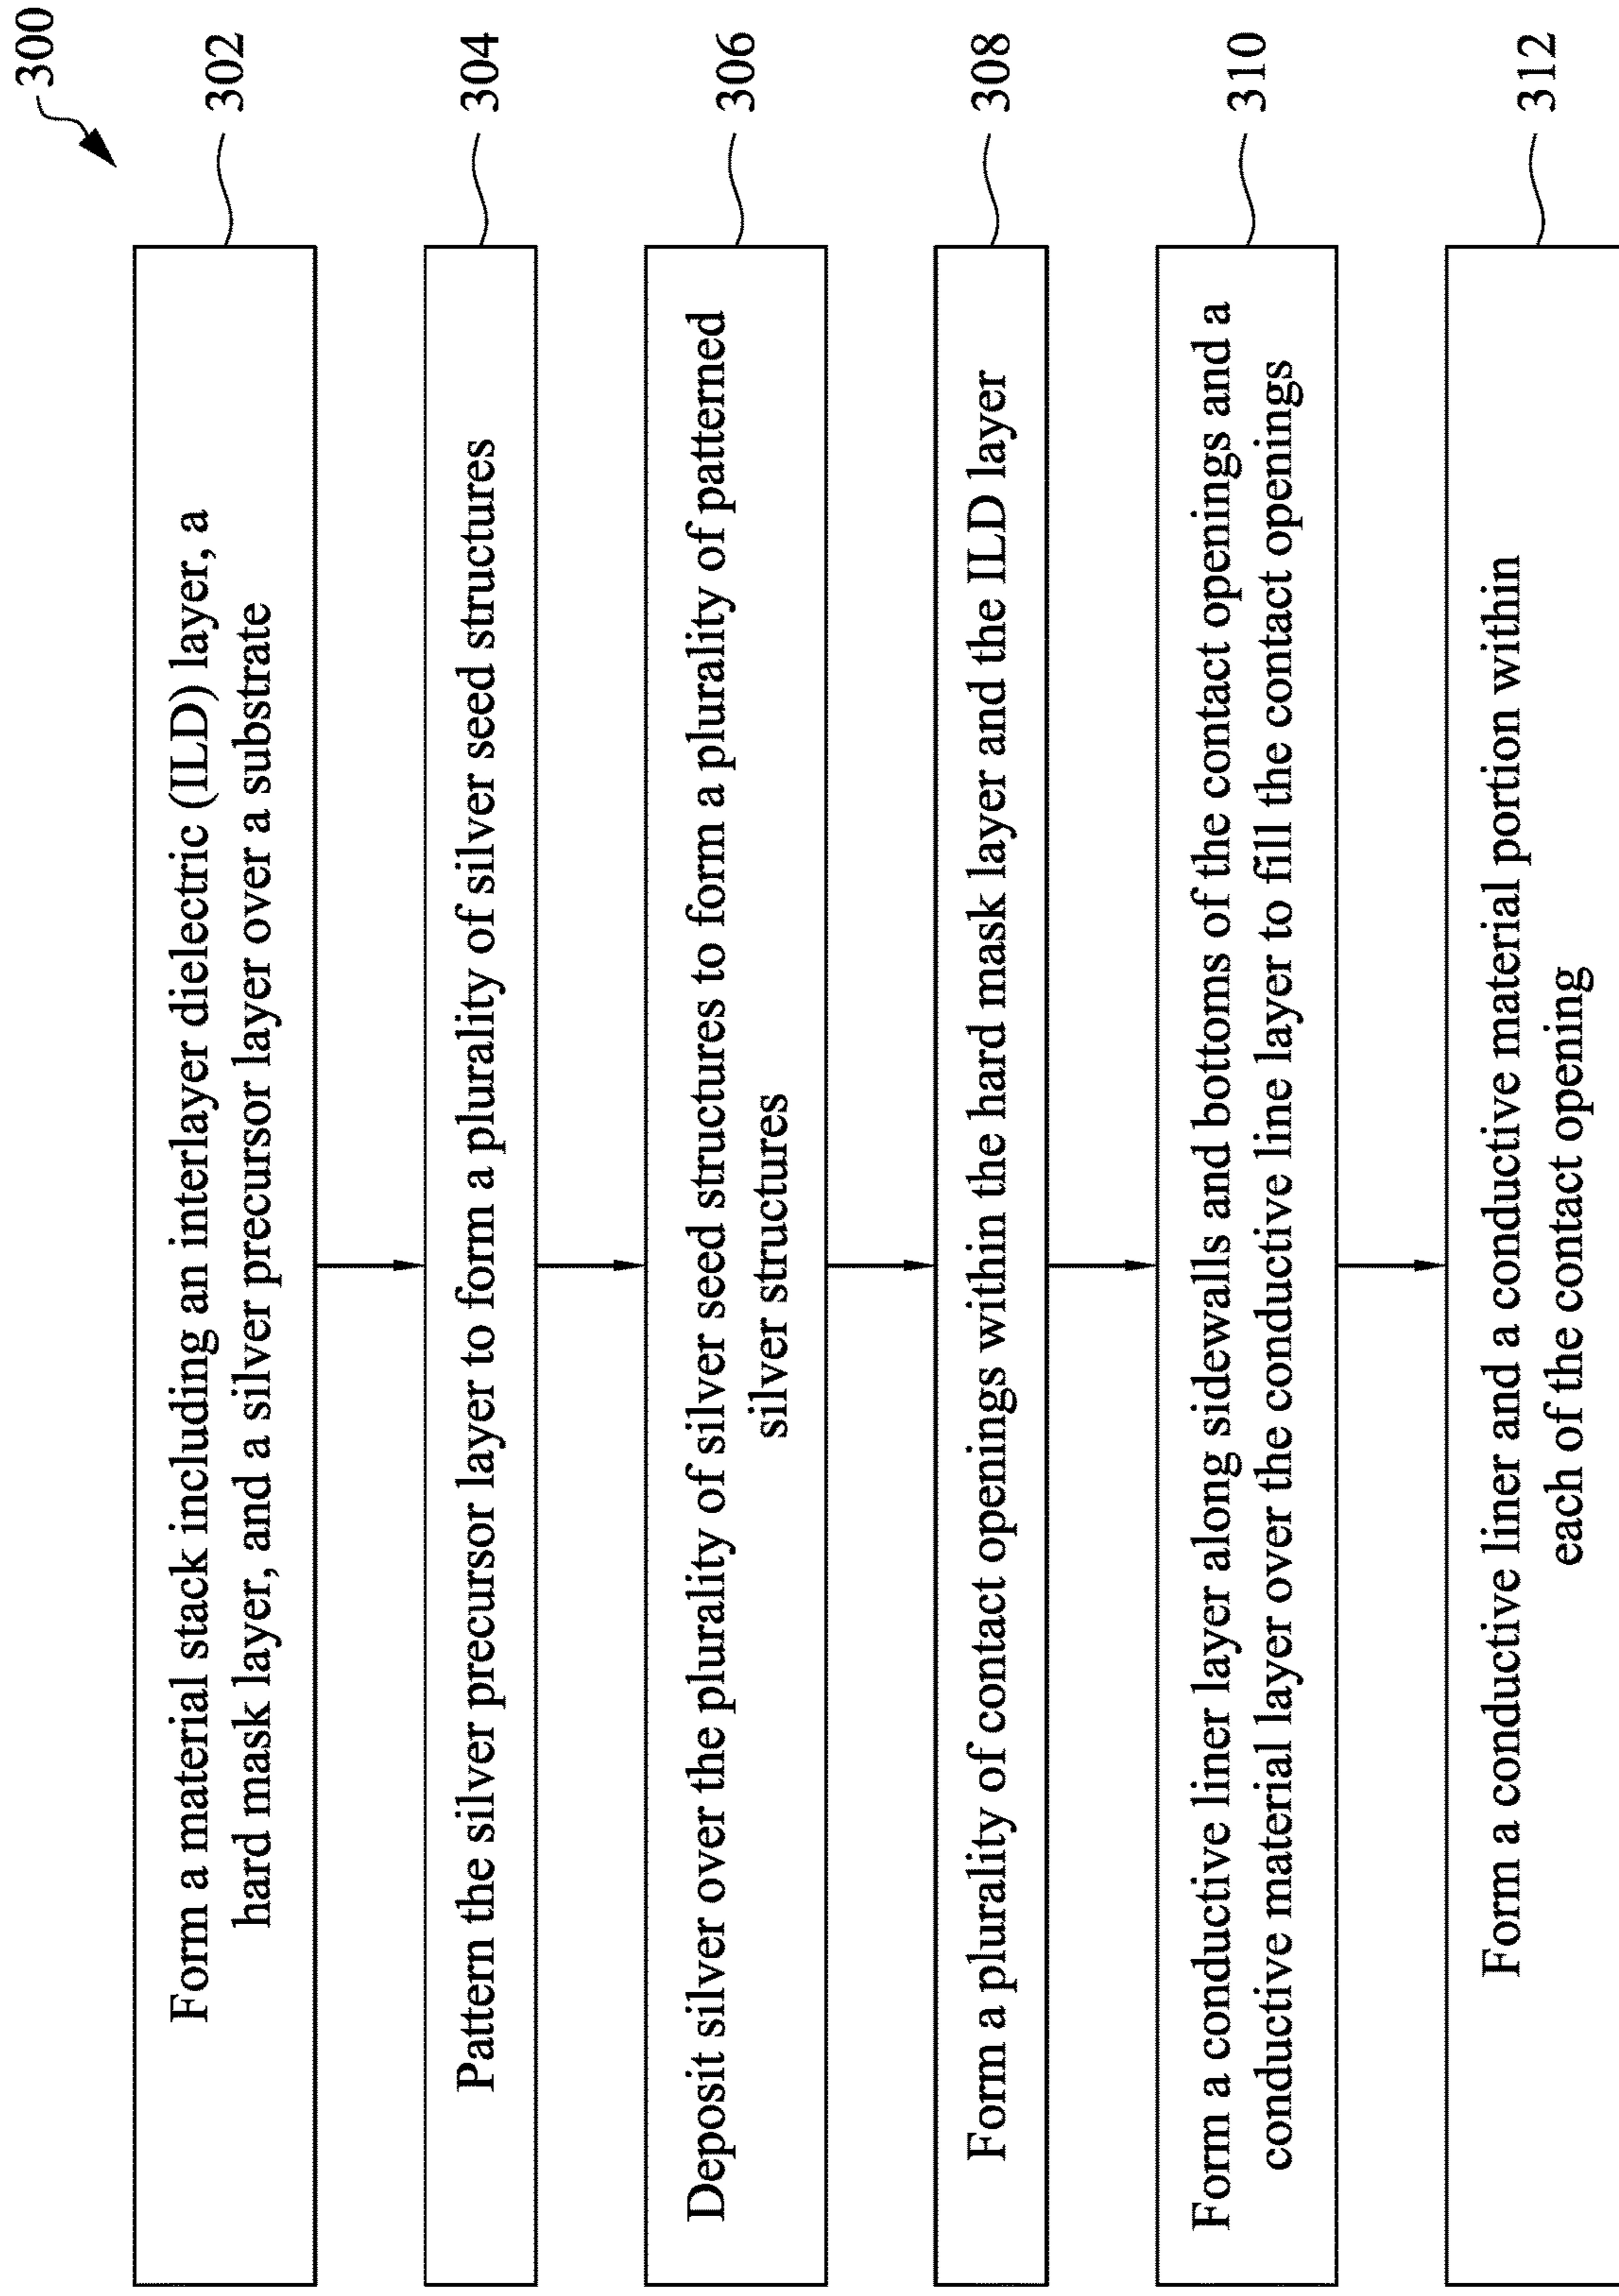 300
Form a material stack including an interlayer dielectric (ILD) layer, a
hard mask layer, and a silver precursor layer over a substrate
302
Pattern the silver precursor layer to form a plurality of silver seed structures
304
Deposit silver over the plurality of silver seed structures to form a plurality of patterned
silver structures
306
Form a plurality of contact openings within the hard mask layer and the ILD layer
308
Form a conductive liner layer along sidewalls and bottoms of the contact openings and a
conductive material layer over the conductive line layer to fill the contact openings
310
Form a conductive liner and a conductive material portion within
each of the contact opening
312